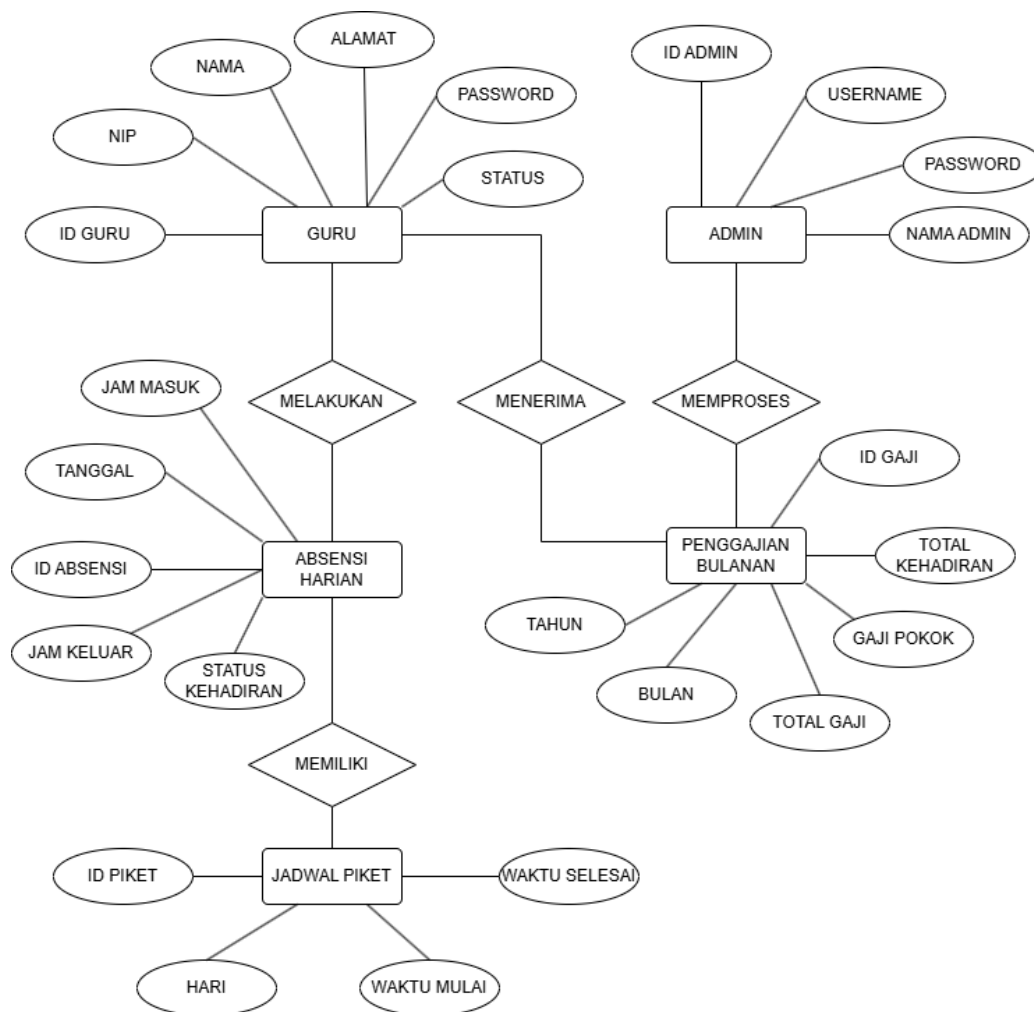 ALAMAT
ID ADMIN
NAMA
PASSWORD
USERNAME
NIP
STATUS
PASSWORD
ID GURU
GURU
ADMIN
NAMA ADMIN
JAM MASUK
MELAKUKAN
MENERIMA
MEMPROSES
TANGGAL
ID GAJI
ID ABSENSI
ABSENSI
HARIAN
PENGGAJIAN
BULANAN
TOTAL
KEHADIRAN
JAM KELUAR
STATUS
KEHADIRAN
TAHUN
GAJI POKOK
BULAN
TOTAL GAJI
MEMILIKI
ID PIKET
JADWAL PIKET
WAKTU SELESAI
HARI
WAKTU MULAI